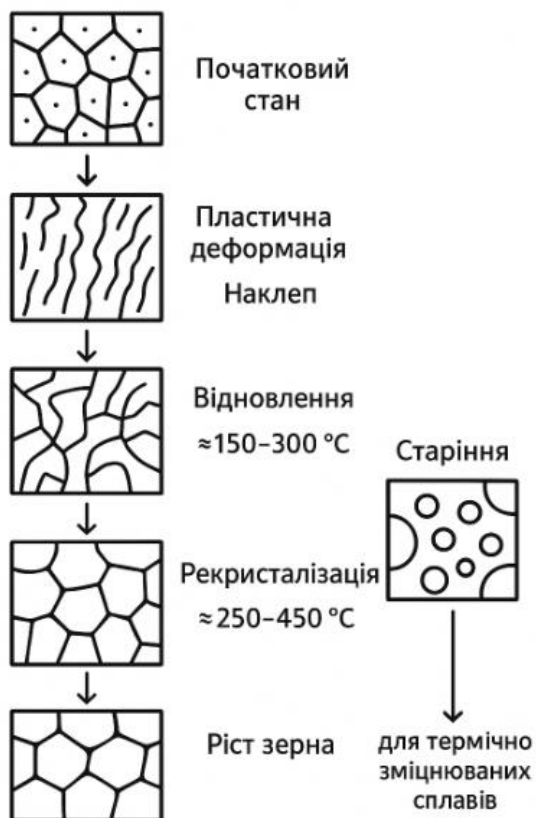 Початковий
стан
Пластична
деформація
Наклеп
Відновлення
≈150–300 °C
Рекристалізація
≈250–450 °C
Ріст зерна
Старіння
для термічно
зміцнюваних
сплавів